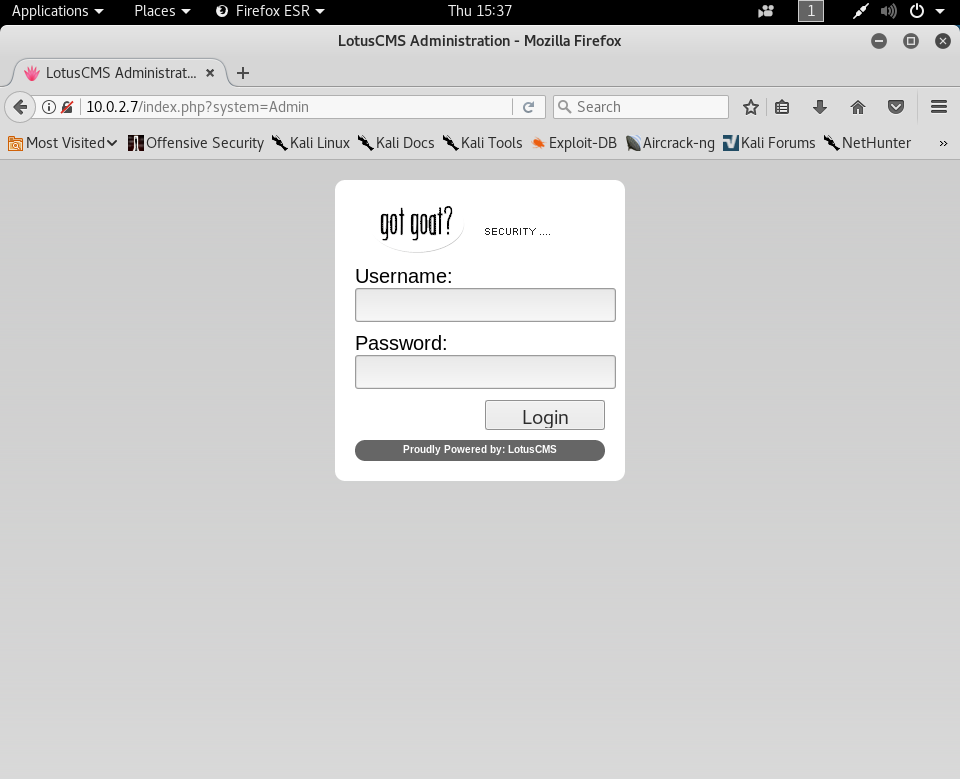 Applications Places Firefox ESR Thu 15:37 1
LotusCMS Administration - Mozilla Firefox
LotusCMS Administrat...
10.0.2.7/index.php?system=Admin Search
Most Visited Offensive Security Kali Linux Kali Docs Kali Tools Exploit-DB Aircrack-ng Kali Forums NetHunter »
got goat? SECURITY ....
Username:
Password:
Login
Proudly Powered by: LotusCMS